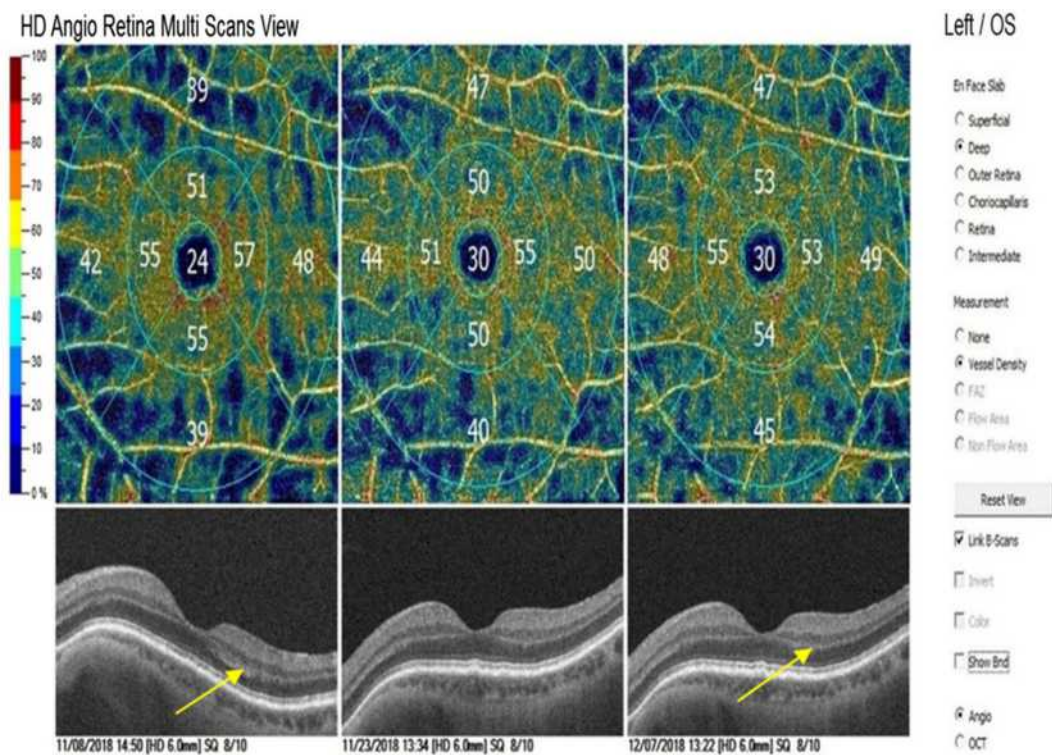 HD Angio Retina Multi Scans View
Left / OS
100
90
80
70
60
50
40
30
20
10
0 %
39
51
42 55 24 57 48
55
39
47
50
44 51 30 55 50
50
40
47
53
48 55 30 53 49
54
45
11/08/2018 14:50 [HD 6.0mm] SQ 8/10
11/23/2018 13:34 [HD 6.0mm] SQ 8/10
12/07/2018 13:22 [HD 6.0mm] SQ 8/10
En Face Slab
Superficial
Deep
Outer Retina
Choriocapillaris
Retina
Intermediate
Measurement
None
Vessel Density
FAZ
Flow Area
Non Flow Area
Reset View
Link B-Scans
Invert
Color
Show Bnd
Angio
OCT